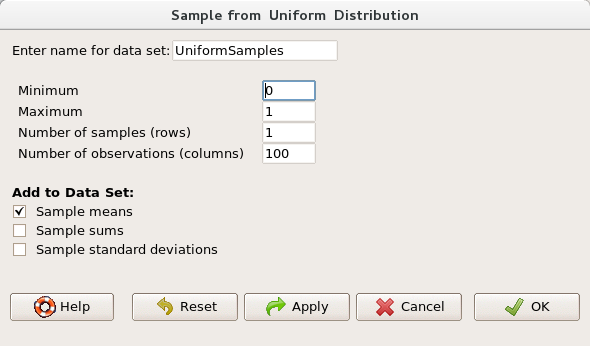 Sample from Uniform Distribution
Enter name for data set: UniformSamples
Minimum 0
Maximum 1
Number of samples (rows) 1
Number of observations (columns) 100
Add to Data Set:
Sample means
Sample sums
Sample standard deviations
Help Reset Apply Cancel OK